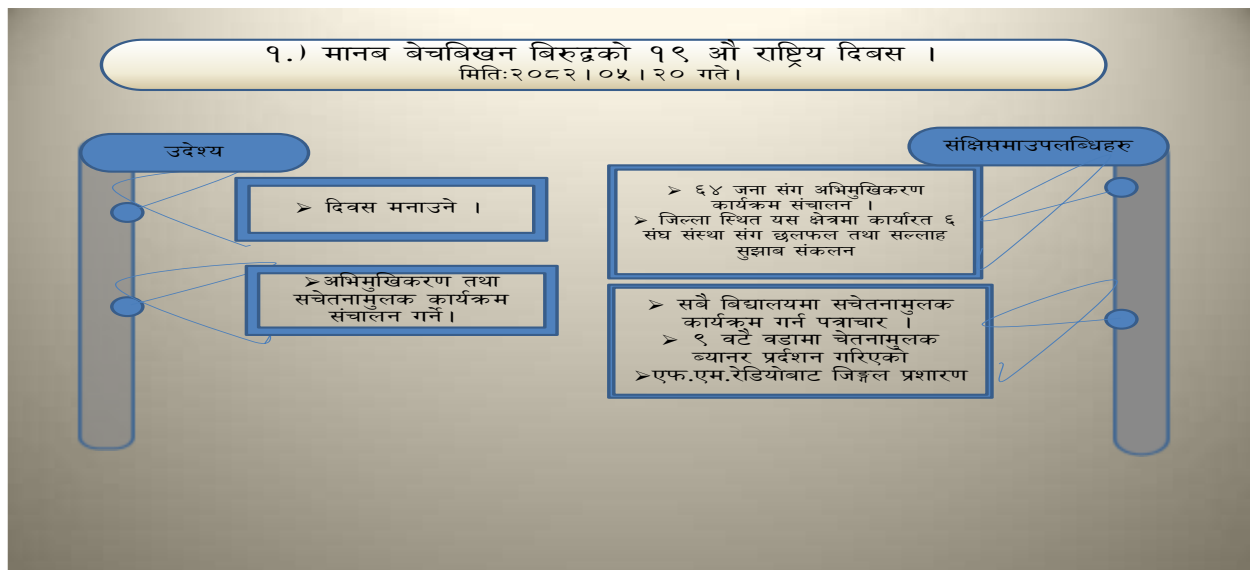 १.) मानब बेचबिखन बिरुद्वको १९ औ राष्ट्रिय दिबस ।
मितिः२०८२।०५।२० गते।
उदेश्य
➢ दिवस मनाउने ।
➢अभिमुखिकरण तथा
सचेतनामुलक कार्यक्रम
संचालन गर्ने।
संक्षिप्तमाउपलब्धिहरु
➢ ६४ जना संग अभिमुखिकरण
कार्यक्रम संचालन ।
➢ जिल्ला स्थित यस क्षेत्रमा कार्यारत ६
संघ संस्था संग छलफल तथा सल्लाह
सुझाब संकलन
➢ सबै बिद्यालयमा सचेतनामुलक
कार्यक्रम गर्न पत्राचार ।
➢ ९ वटै वडामा चेतनामुलक
ब्यानर प्रर्दशन गरिएको
➢एफ.एम.रेडियोबाट जिङ्गल प्रशारण